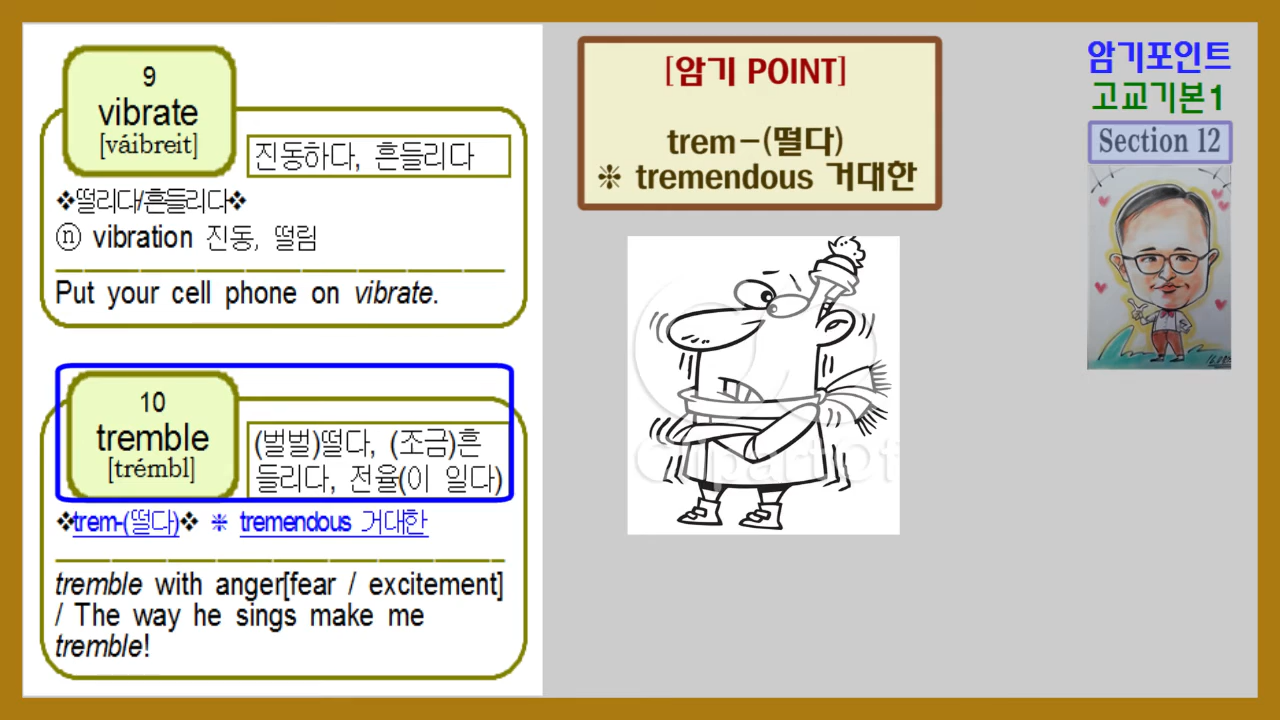 9
vibrate
[váibreit]
진동하다, 흔들리다
❖떨리다/흔들리다❖
ⓝ vibration 진동, 떨림
Put your cell phone on vibrate.
10
tremble
[trémbl]
(벌벌)떨다, (조금)흔
들리다, 전율(이 일다)
❖trem-(떨다)❖ ❈ tremendous 거대한
tremble with anger[fear / excitement]
/ The way he sings make me
tremble!
[암기 POINT]
trem-(떨다)
❈ tremendous 거대한
clipartof
암기포인트
고교기본1
Section 12